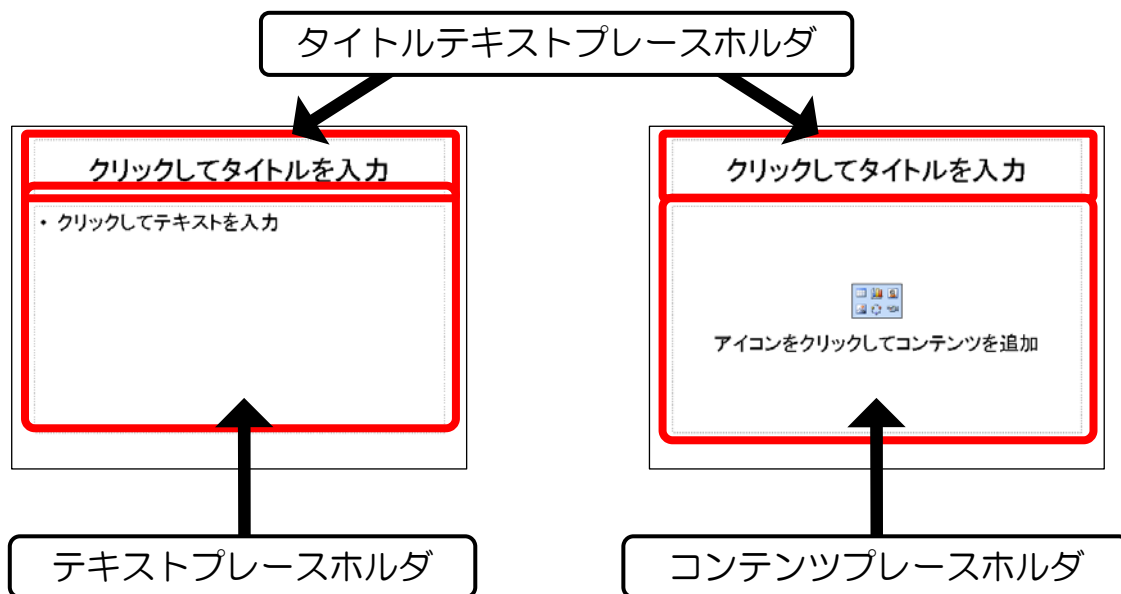 タイトルテキストプレースホルダ
クリックしてタイトルを入力
• クリックしてテキストを入力
クリックしてタイトルを入力
アイコンをクリックしてコンテンツを追加
テキストプレースホルダ
コンテンツプレースホルダ